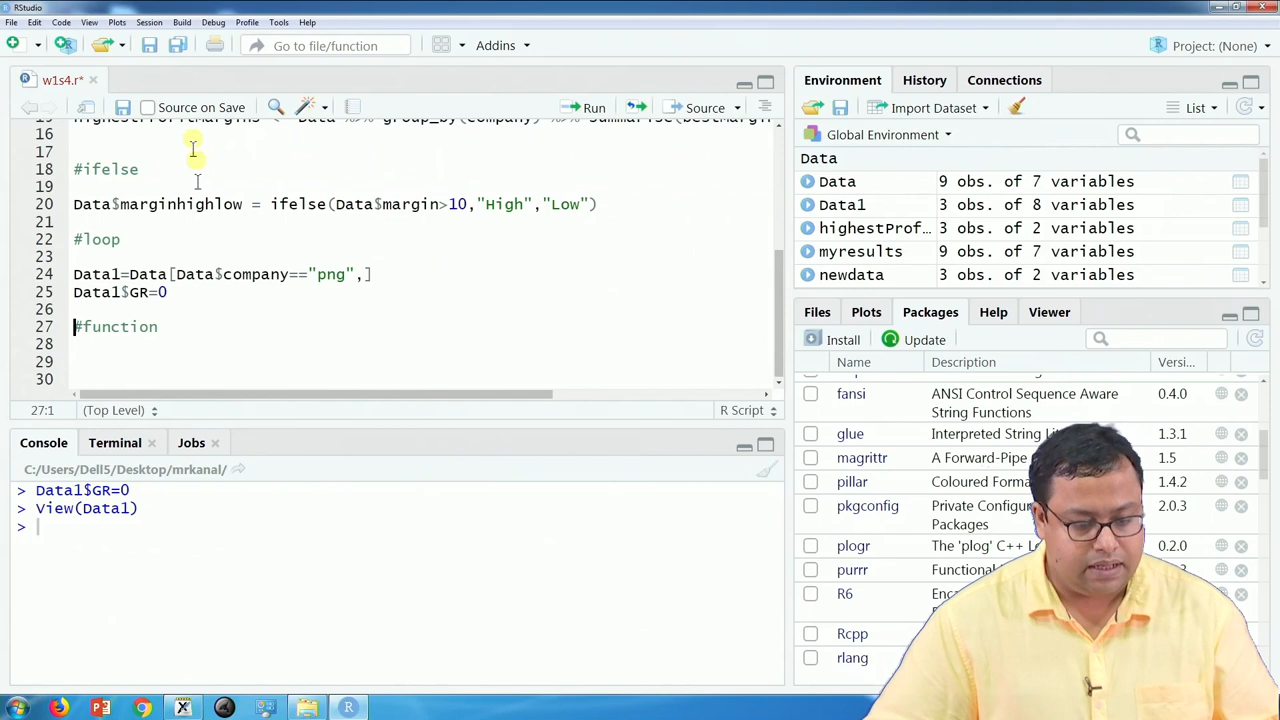 RStudio
File Edit Code View Plots Session Build Debug Profile Tools Help
Go to file/function Addins Project: (None)
w1s4.r*
Source on Save Run Source
16
17
18 #ifelse
19
20 Data$marginhighlow = ifelse(Data$margin>10,"High","Low")
21
22 #loop
23
24 Data1=Data[Data$company=="png",]
25 Data1$GR=0
26
27 #function
28
29
30
27:1 (Top Level) R Script
Console Terminal Jobs
C:/Users/Dell5/Desktop/mrkanal/
> Data1$GR=0
> View(Data1)
>
Environment History Connections
Import Dataset List
Global Environment
Data
Data 9 obs. of 7 variables
Data1 3 obs. of 8 variables
highestProf… 3 obs. of 2 variables
myresults 9 obs. of 7 variables
newdata 3 obs. of 2 variables
Files Plots Packages Help Viewer
Install Update
Name Description Versi…
fansi ANSI Control Sequence Aware String Functions 0.4.0
glue Interpreted String 1.3.1
magrittr A Forward-Pipe 1.5
pillar Coloured Forma 1.4.2
pkgconfig Private Configur Packages 2.0.3
plogr The 'plog' C++ L 0.2.0
purrr Functional
R6 Enc
Rcpp
rlang